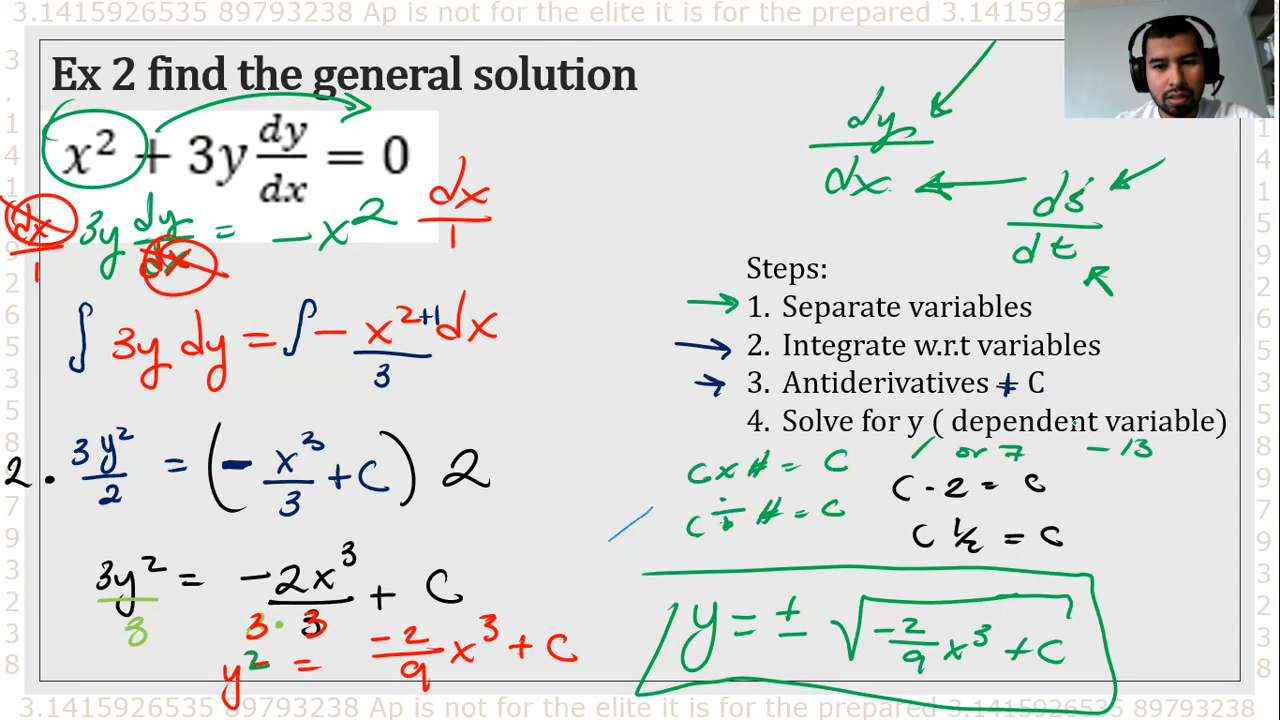 3.1415926535 89793238 Ap is not for the elite it is for the prepared 3.1415926535
Ex 2 find the general solution
x² + 3y dy/dx = 0
dx/1 3y dy/dx = -x² dx/1
∫ 3y dy = ∫ - x²⁺¹/3 dx
2 · 3y²/2 = (- x³/3 + C) 2
3y²/3 = -2x³/3·3 + C
y² = -2/9 x³ + C
dy/dx
ds/dt
Steps:
1. Separate variables
2. Integrate w.r.t variables
3. Antiderivatives + C
4. Solve for y ( dependent variable)
C x # = C
C ÷ # = C
or 7 - 13
C · 2 = C
C ½ = C
y = ± √(-2/9 x³ + C)
3.1415926535 89793238 Ap is not for the elite it is for the prepared 3.1415926535